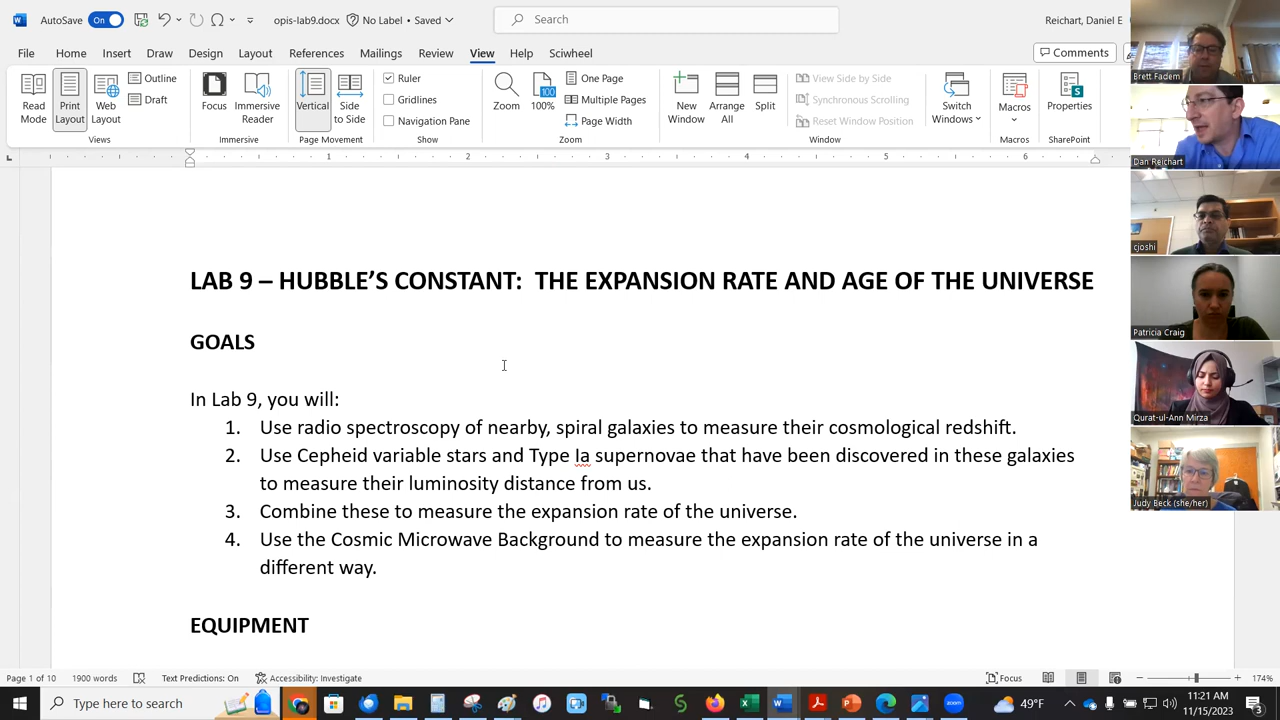 AutoSave On opis-lab9.docx No Label • Saved Search Reichart, Daniel E
File Home Insert Draw Design Layout References Mailings Review View Help Sciwheel Comments
Read Mode
Print Layout
Web Layout
Outline
Draft
Views
Focus
Immersive Reader
Immersive
Vertical
Side to Side
Page Movement
Ruler
Gridlines
Navigation Pane
Show
Zoom
100
100%
One Page
Multiple Pages
Page Width
Zoom
New Window
Arrange All
Split
View Side by Side
Synchronous Scrolling
Reset Window Position
Window
Switch Windows
Macros
Macros
Properties
SharePoint
Brett Fadem
Dan Reichart
cjoshi
Patricia Craig
Qurat-ul-Ann Mirza
Judy Beck (she/her)
1 2 3 4 5 6
LAB 9 – HUBBLE’S CONSTANT: THE EXPANSION RATE AND AGE OF THE UNIVERSE
GOALS
In Lab 9, you will:
1. Use radio spectroscopy of nearby, spiral galaxies to measure their cosmological redshift.
2. Use Cepheid variable stars and Type Ia supernovae that have been discovered in these galaxies
to measure their luminosity distance from us.
3. Combine these to measure the expansion rate of the universe.
4. Use the Cosmic Microwave Background to measure the expansion rate of the universe in a
different way.
EQUIPMENT
Page 1 of 10 1900 words Text Predictions: On Accessibility: Investigate Focus 174%
Type here to search 49°F 11:21 AM
11/15/2023 3